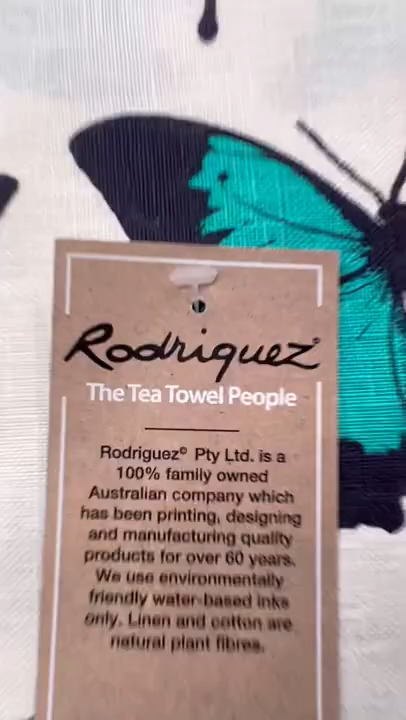 Rodriquez®
The Tea Towel People
Rodriguez© Pty Ltd. is a
100% family owned
Australian company which
has been printing, designing
and manufacturing quality
products for over 60 years.
We use environmentally
friendly water-based inks
only. Linen and cotton are
natural plant fibres.